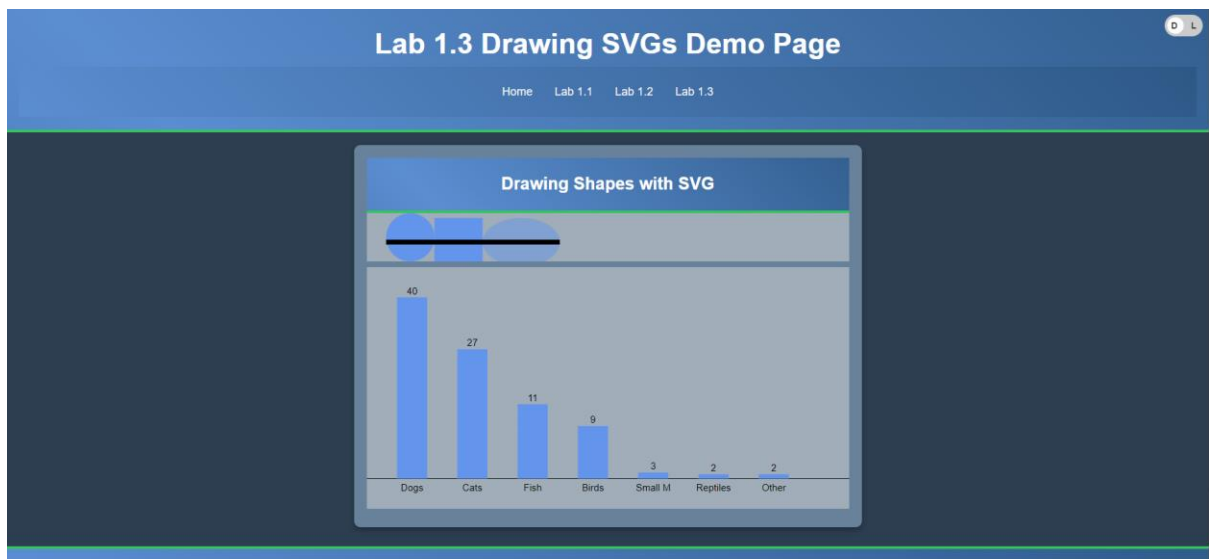 D L
Lab 1.3 Drawing SVGs Demo Page
Home Lab 1.1 Lab 1.2 Lab 1.3
Drawing Shapes with SVG
40
27
11
9
3
2
2
Dogs Cats Fish Birds Small M Reptiles Other